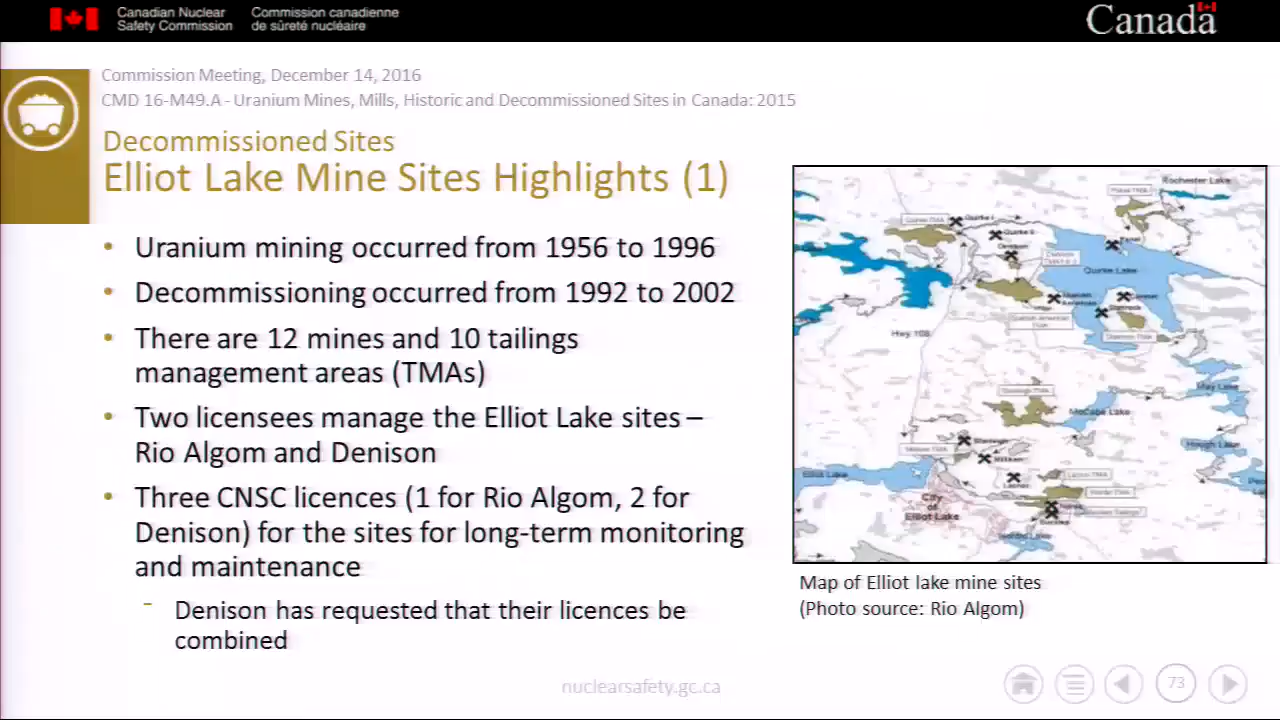 Canadian Nuclear
Safety Commission
Commission canadienne
de sûreté nucléaire
Canada
Commission Meeting, December 14, 2016
CMD 16-M49.A - Uranium Mines, Mills, Historic and Decommissioned Sites in Canada: 2015
Decommissioned Sites
Elliot Lake Mine Sites Highlights (1)
• Uranium mining occurred from 1956 to 1996
• Decommissioning occurred from 1992 to 2002
• There are 12 mines and 10 tailings
management areas (TMAs)
• Two licensees manage the Elliot Lake sites –
Rio Algom and Denison
• Three CNSC licences (1 for Rio Algom, 2 for
Denison) for the sites for long-term monitoring
and maintenance
- Denison has requested that their licences be
combined
Rochester Lake
Quirke Lake
Hwy 108
May Lake
McCabe Lake
Hough Lake
Elliot Lake
City
of
Elliot Lake
Map of Elliot lake mine sites
(Photo source: Rio Algom)
nuclearsafety.gc.ca
73